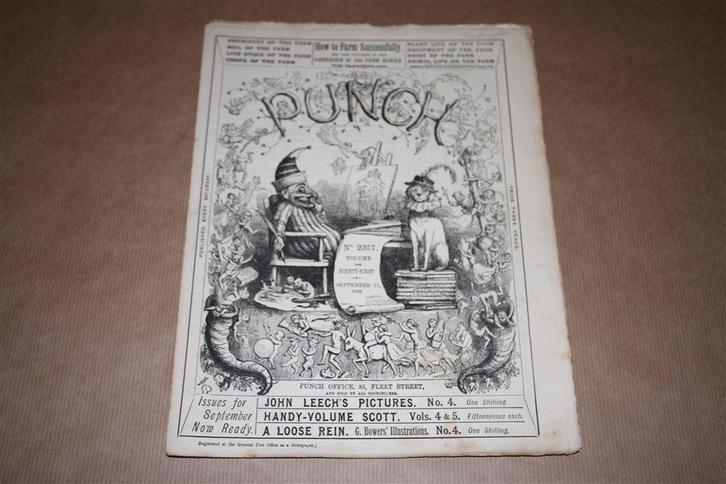 CHEMISTRY OF THE FARM
SOIL OF THE FARM
LIVE STOCK OF THE FARM
CROPS OF THE FARM
How to Farm Successfully.
HANDBOOK OF THE FARM SERIES
PLANT LIFE OF THE FARM
EQUIPMENT OF THE FARM
DAIRY OF THE FARM
ANIMAL LIFE ON THE FARM
PUNCH
PUBLISHED EVERY SATURDAY
PRICE THREE PENCE
No. 2357.
VOLUME
THE
NINETY-FIRST.
SEPTEMBER 11,
1886.
PUNCH OFFICE, 85, FLEET STREET,
AND SOLD BY ALL BOOKSELLERS.
Issues for
September
Now Ready.
JOHN LEECH'S PICTURES. No. 4. One Shilling.
HANDY-VOLUME SCOTT. Vols. 4 & 5. Fifteenpence each.
A LOOSE REIN. G. Bowers' Illustrations. No. 4. One Shilling.
Registered at the General Post Office as a Newspaper.]